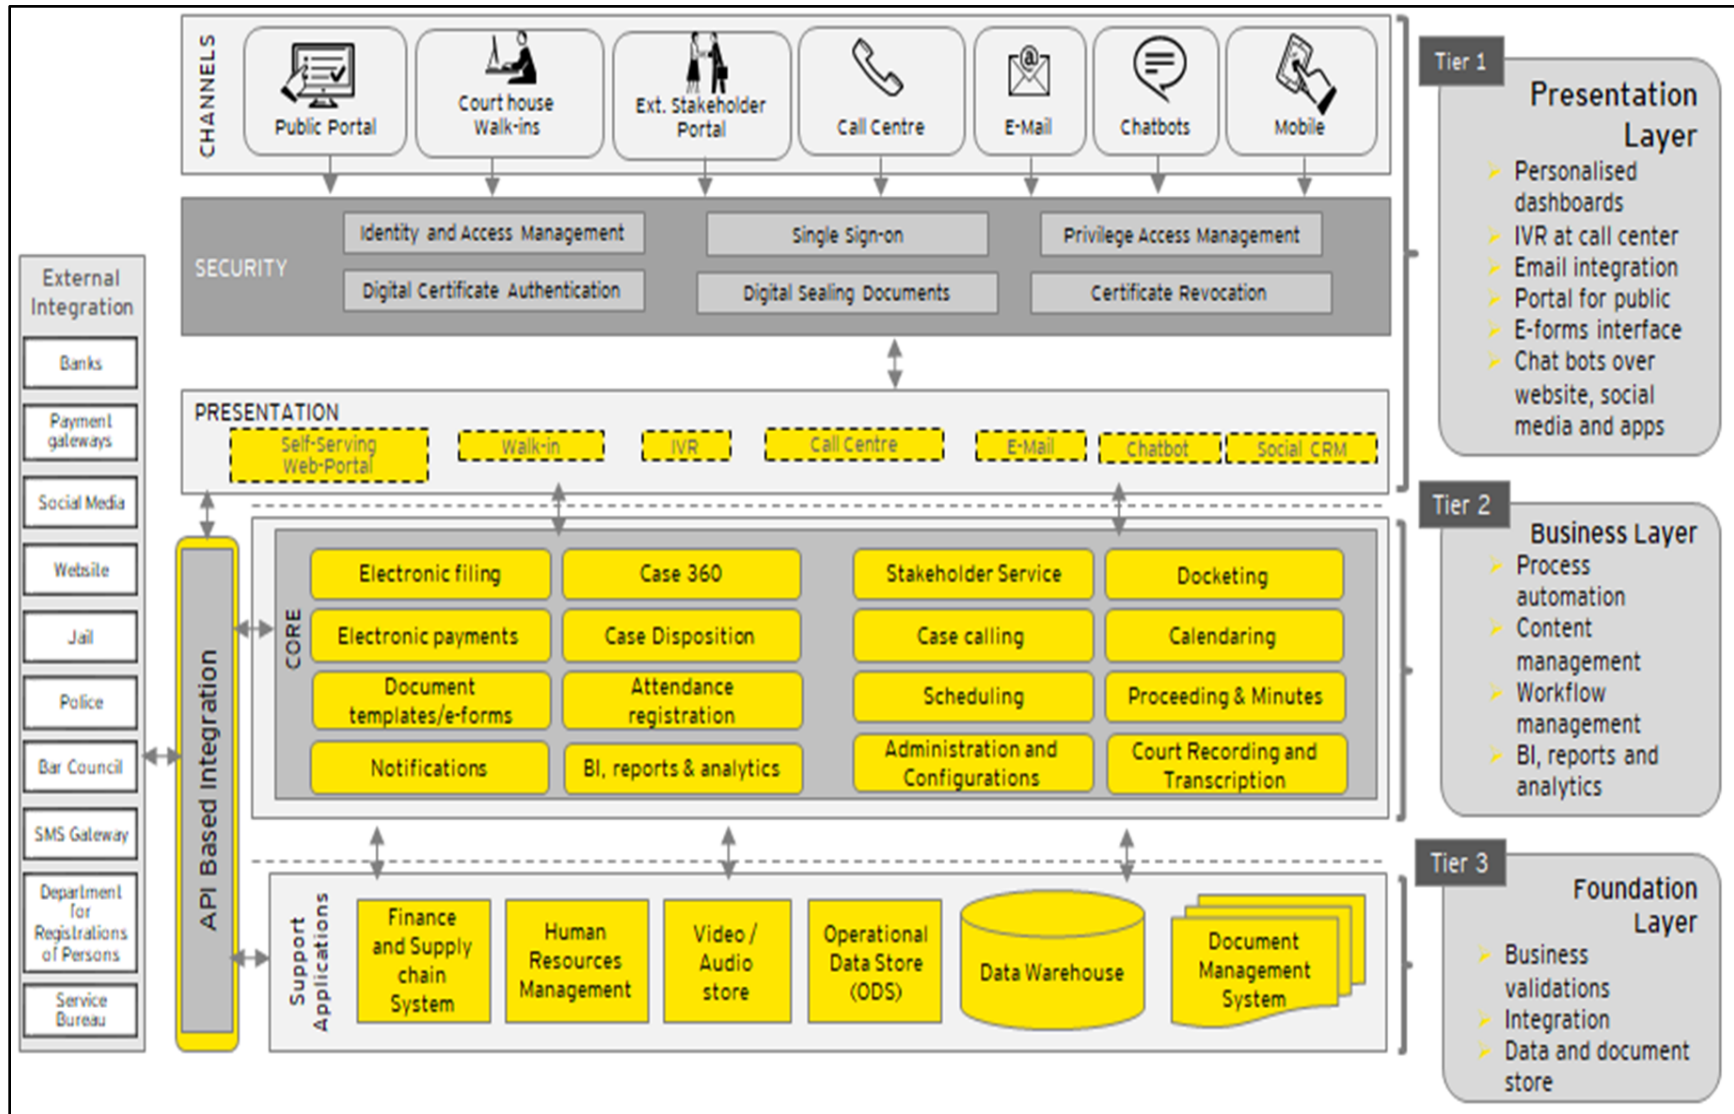 CHANNELS
Public Portal
Court house
Walk-ins
Ext. Stakeholder
Portal
Call Centre
E-Mail
Chatbots
Mobile
SECURITY
Identity and Access Management
Single Sign-on
Privilege Access Management
Digital Certificate Authentication
Digital Sealing Documents
Certificate Revocation
PRESENTATION
Self-Serving
Web-Portal
Walk-in
IVR
Call Centre
E-Mail
Chatbot
Social CRM
External
Integration
Banks
Payment
gateways
Social Media
Website
Jail
Police
Bar Council
SMS Gateway
Department
for
Registrations
of Persons
Service
Bureau
API Based Integration
CORE
Electronic filing
Case 360
Stakeholder Service
Docketing
Electronic payments
Case Disposition
Case calling
Calendaring
Document
templates/e-forms
Attendance
registration
Scheduling
Proceeding & Minutes
Notifications
BI, reports & analytics
Administration and
Configurations
Court Recording and
Transcription
Support
Applications
Finance
and Supply
chain
System
Human
Resources
Management
Video /
Audio
store
Operational
Data Store
(ODS)
Data Warehouse
Document
Management
System
Tier 1
Presentation
Layer
Personalised
dashboards
IVR at call center
Email integration
Portal for public
E-forms interface
Chat bots over
website, social
media and apps
Tier 2
Business Layer
Process
automation
Content
management
Workflow
management
BI, reports and
analytics
Tier 3
Foundation
Layer
Business
validations
Integration
Data and document
store